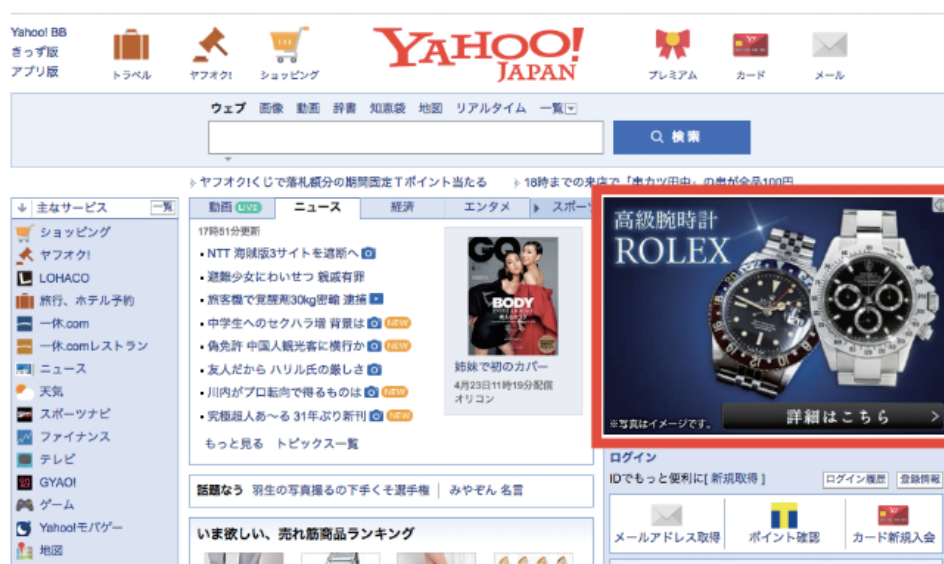 Yahoo! BB
きっず版
アプリ版
トラベル
ヤフオク!
ショッピング
YAHOO!
JAPAN
プレミアム
カード
メール
ウェブ 画像 動画 辞書 知恵袋 地図 リアルタイム 一覧
検索
ヤフオク!くじで落札額分の期間固定Tポイント当たる
18時までの来店で「串カツ田中」の串が全品100円
主なサービス 一覧
ショッピング
ヤフオク!
LOHACO
旅行、ホテル予約
一休.com
一休.comレストラン
ニュース
天気
スポーツナビ
ファイナンス
テレビ
GYAO!
ゲーム
Yahoo!モバゲー
地図
動画 LIVE ニュース 経済 エンタメ スポーツ
17時51分更新
・NTT 海賊版3サイトを遮断へ
・避難少女にわいせつ 親戚有罪
・旅客機で覚醒剤30kg密輸 逮捕
・中学生へのセクハラ増 背景は NEW
・偽免許 中国人観光客に横行か NEW
・友人だから ハリル氏の厳しさ
・川内がプロ転向で得るものは NEW
・究極超人あ〜る 31年ぶり新刊 NEW
もっと見る トピックス一覧
GQ
BODY
姉妹で初のカバー
4月23日11時19分配信
オリコン
高級腕時計
ROLEX
詳細はこちら
※写真はイメージです。
話題なう 羽生の写真撮るの下手くそ選手権 みやぞん 名言
いま欲しい、売れ筋商品ランキング
ログイン
IDでもっと便利に[ 新規取得 ]
ログイン履歴 登録情報
メールアドレス取得
ポイント確認
カード新規入会